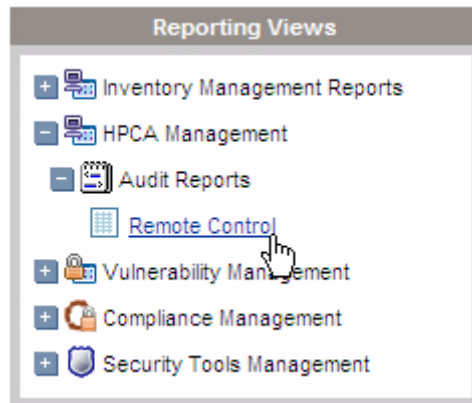 Reporting Views
Inventory Management Reports
HPCA Management
Audit Reports
Remote Control
Vulnerability Management
Compliance Management
Security Tools Management